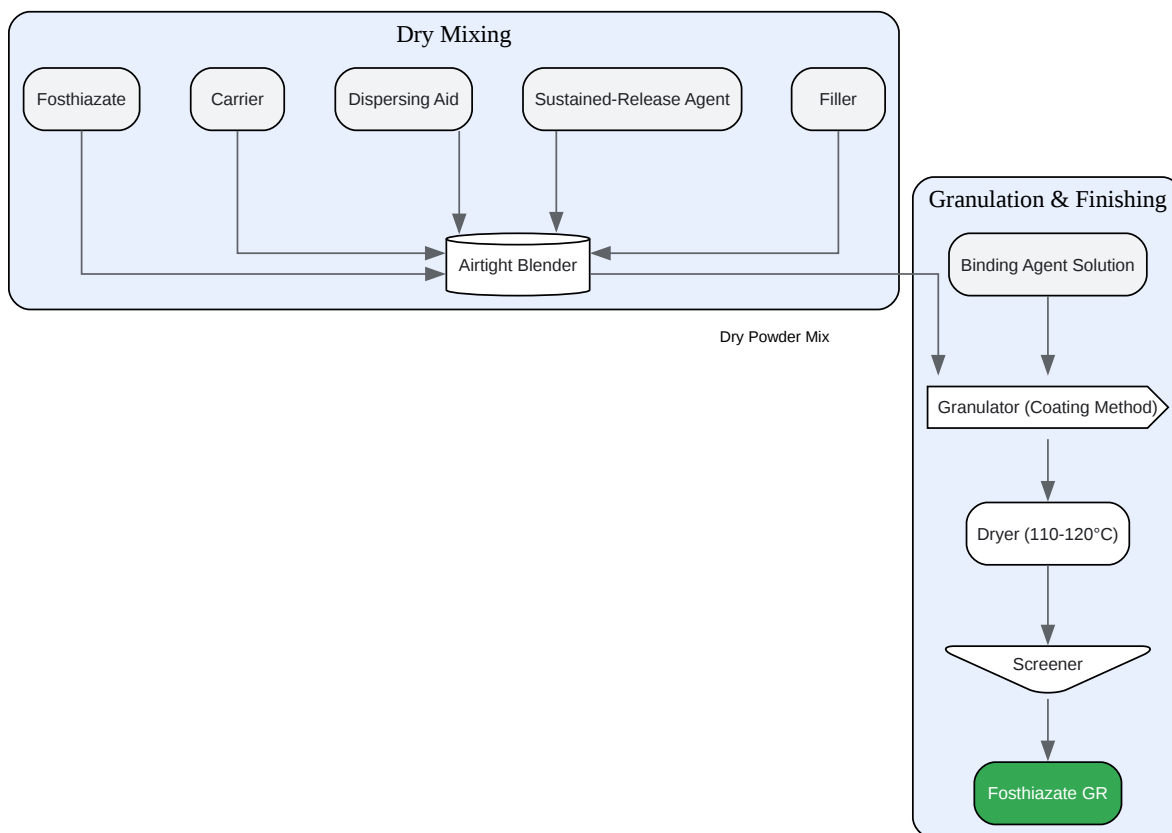 Dry Mixing
Fosthiazate
Carrier
Dispersing Aid
Sustained-Release Agent
Filler
Airtight Blender
Dry Powder Mix
Granulation & Finishing
Binding Agent Solution
Granulator (Coating Method)
Dryer (110-120°C)
Screener
Fosthiazate GR